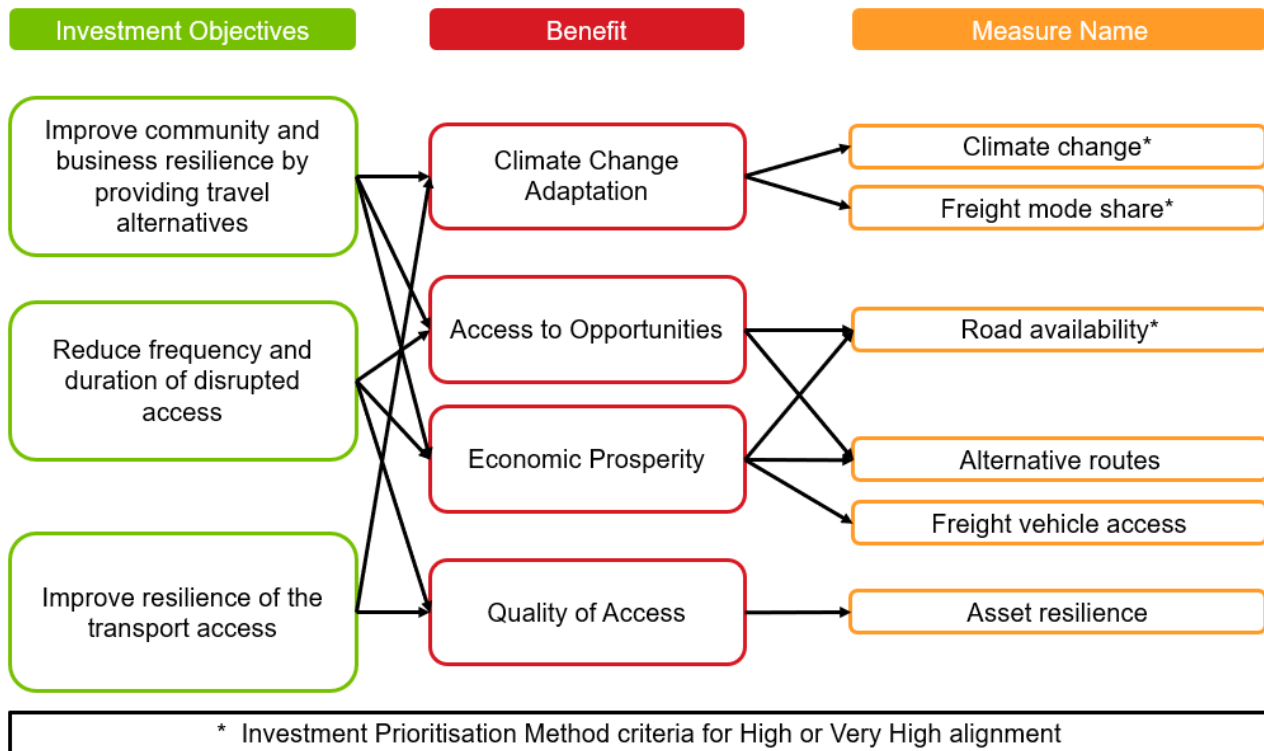 Investment Objectives
Benefit
Measure Name
Improve community and
business resilience by
providing travel
alternatives
Reduce frequency and
duration of disrupted
access
Improve resilience of the
transport access
Climate Change
Adaptation
Access to Opportunities
Economic Prosperity
Quality of Access
Climate change*
Freight mode share*
Road availability*
Alternative routes
Freight vehicle access
Asset resilience
* Investment Prioritisation Method criteria for High or Very High alignment